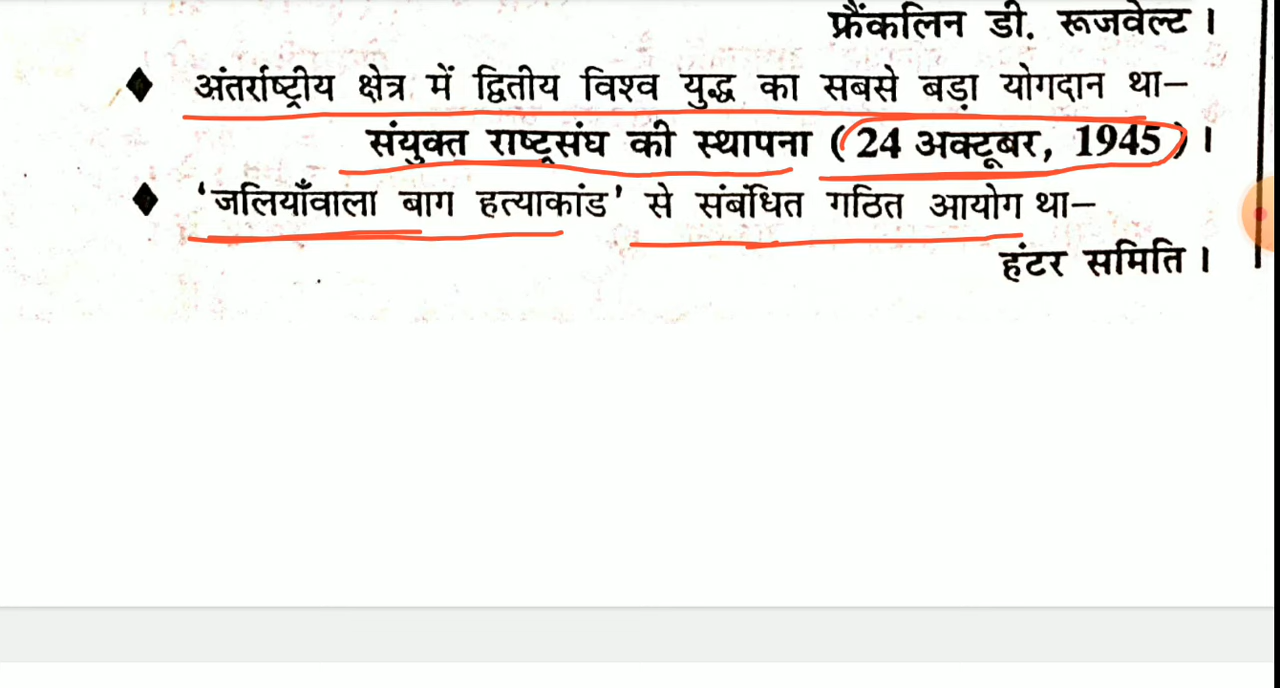 फ्रैंकलिन डी. रूजवेल्ट।
♦ अंतर्राष्ट्रीय क्षेत्र में द्वितीय विश्व युद्ध का सबसे बड़ा योगदान था–
संयुक्त राष्ट्रसंघ की स्थापना (24 अक्टूबर, 1945)।
♦ 'जलियाँवाला बाग हत्याकांड' से संबंधित गठित आयोग था–
हंटर समिति।